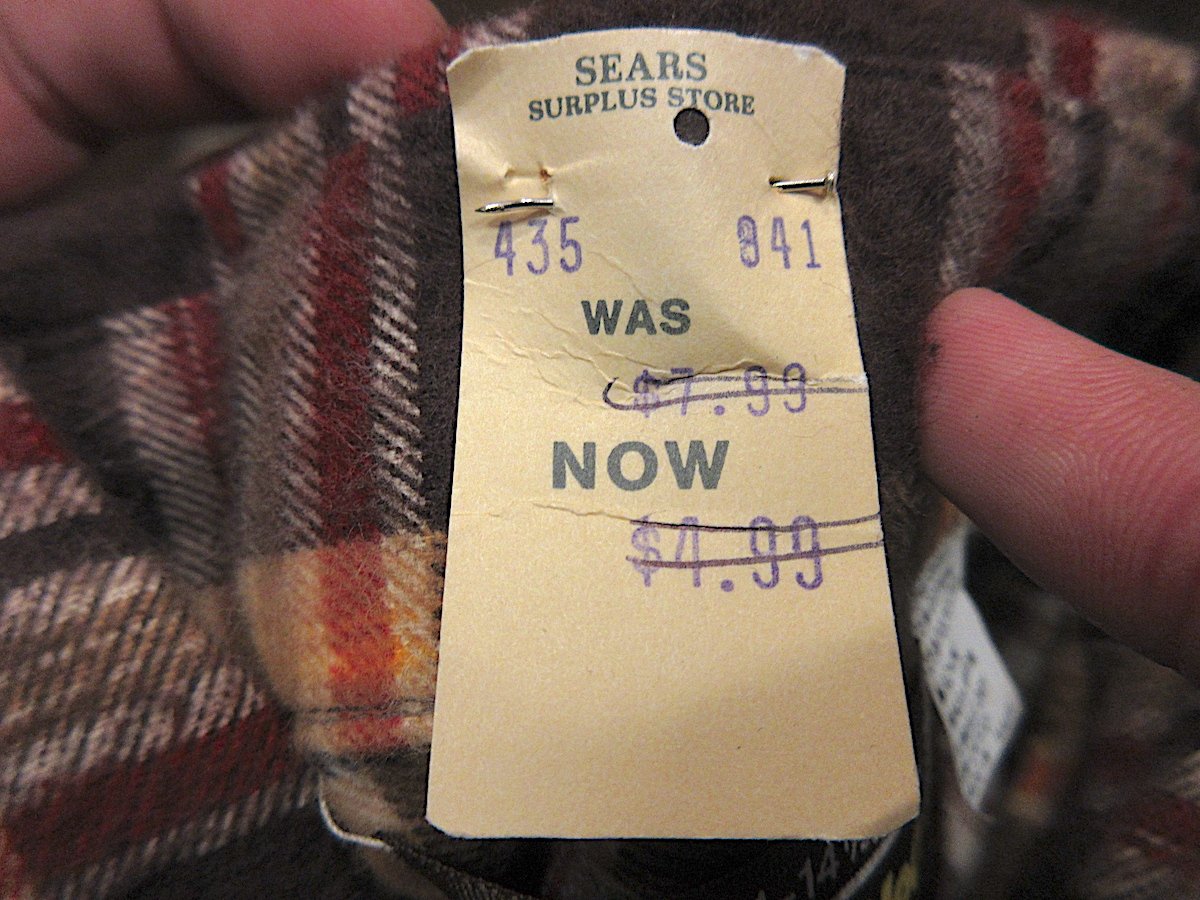 SEARS
SURPLUS STORE
435 841
WAS
$7.99
NOW
$4.99